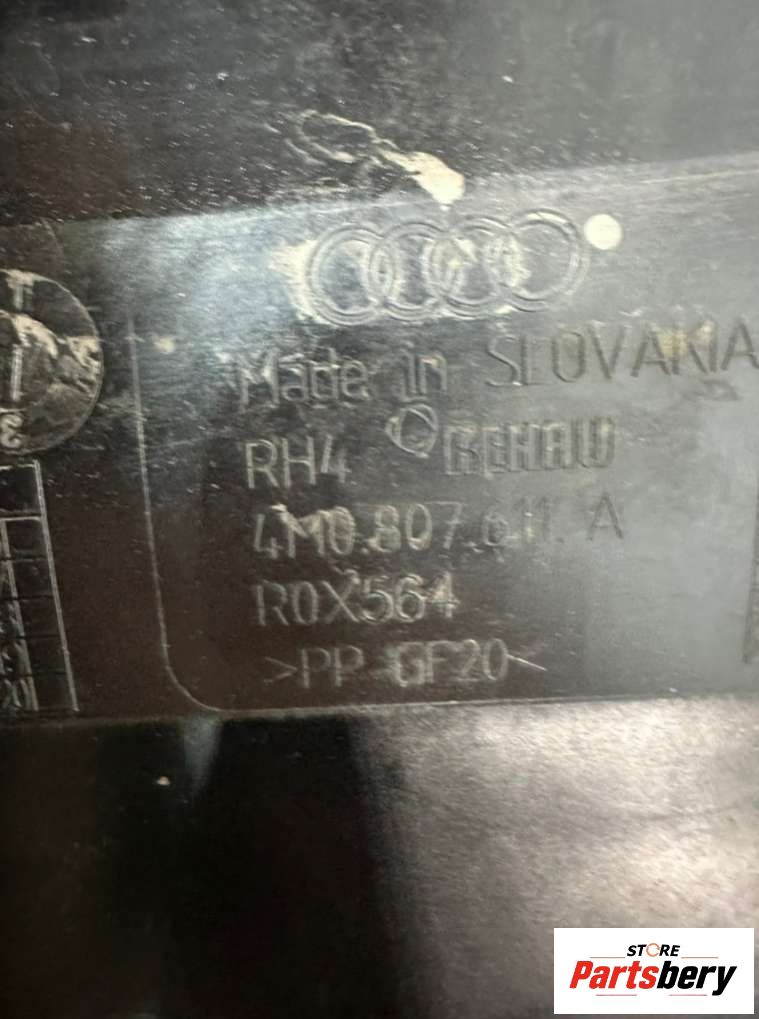 Made in SLOVAKIA
RH4 REHAU
4M0.807.611. A
R0X564
>PP-GF20<
STORE
Partsbery